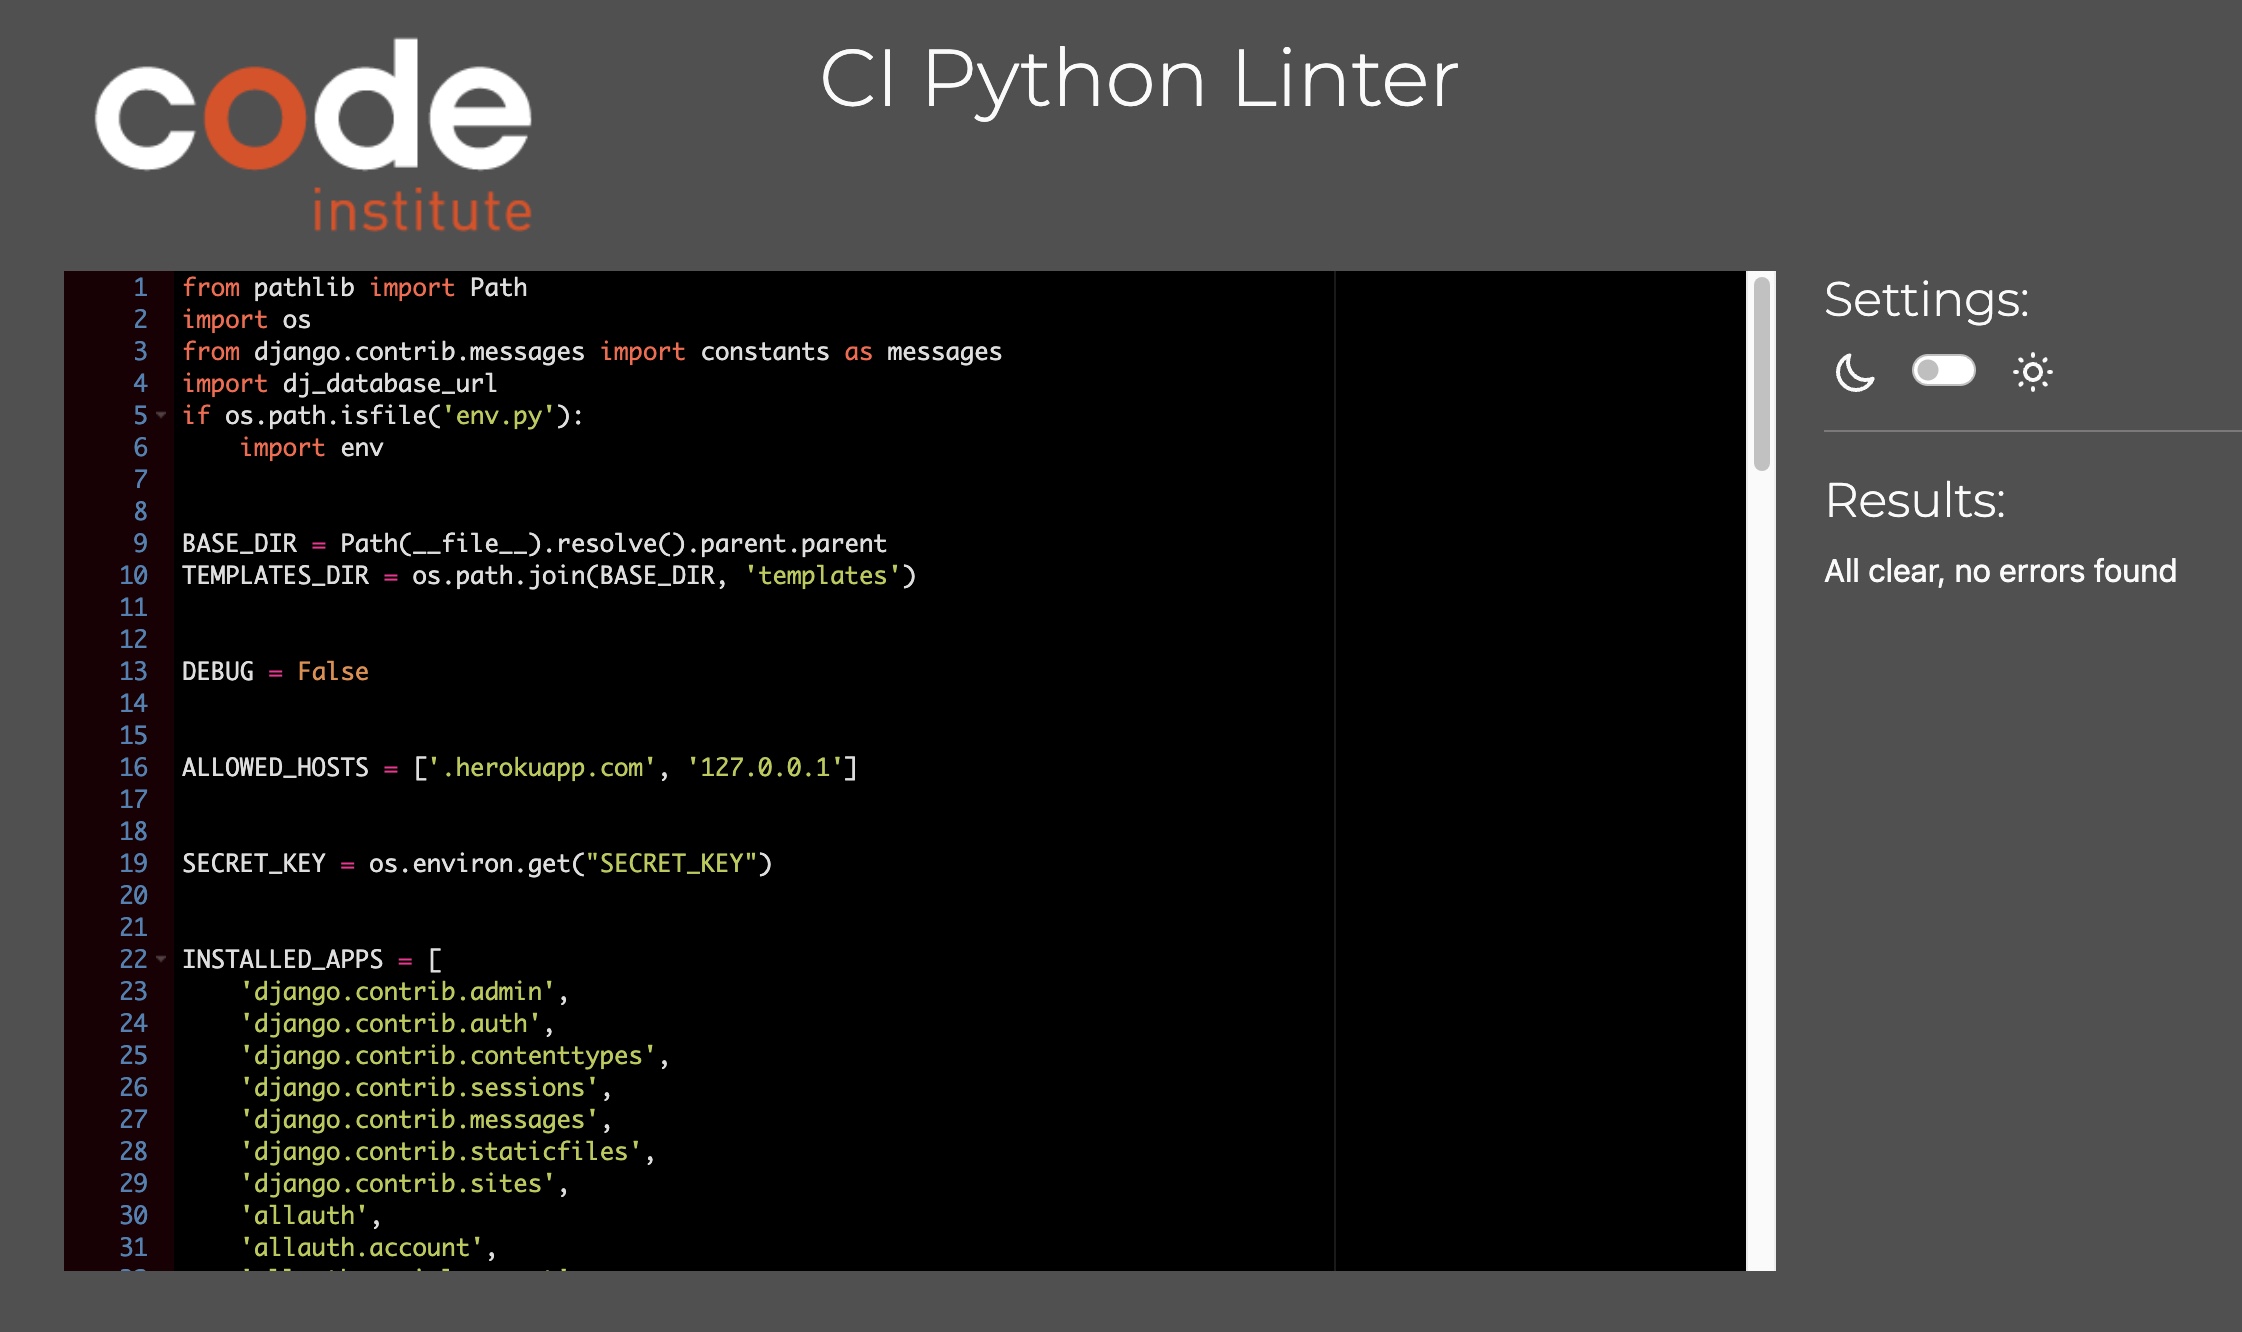 code
institute
CI Python Linter
1 from pathlib import Path
2 import os
3 from django.contrib.messages import constants as messages
4 import dj_database_url
5 if os.path.isfile('env.py'):
6     import env
7
8
9 BASE_DIR = Path(__file__).resolve().parent.parent
10 TEMPLATES_DIR = os.path.join(BASE_DIR, 'templates')
11
12
13 DEBUG = False
14
15
16 ALLOWED_HOSTS = ['.herokuapp.com', '127.0.0.1']
17
18
19 SECRET_KEY = os.environ.get("SECRET_KEY")
20
21
22 INSTALLED_APPS = [
23     'django.contrib.admin',
24     'django.contrib.auth',
25     'django.contrib.contenttypes',
26     'django.contrib.sessions',
27     'django.contrib.messages',
28     'django.contrib.staticfiles',
29     'django.contrib.sites',
30     'allauth',
31     'allauth.account',
Settings:
Results:
All clear, no errors found